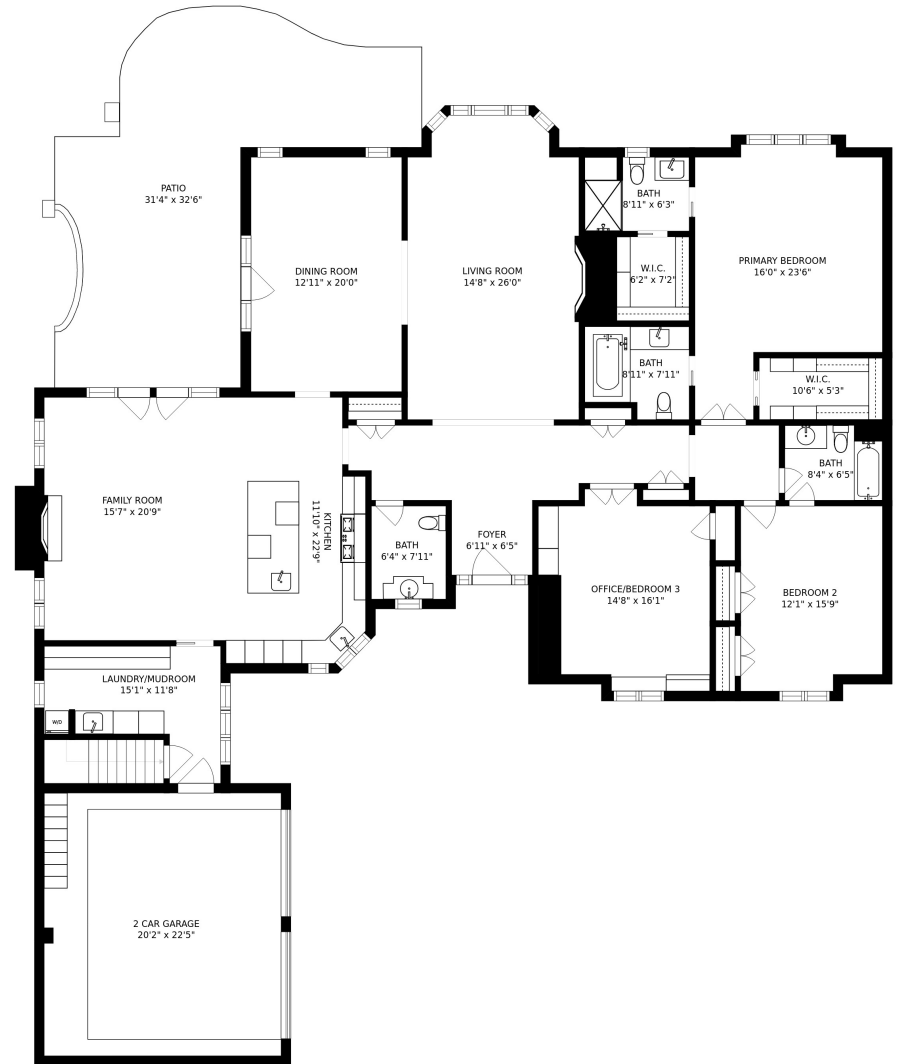 PATIO
31'4" x 32'6"
DINING ROOM
12'11" x 20'0"
LIVING ROOM
14'8" x 26'0"
BATH
8'11" x 6'3"
W.I.C.
6'2" x 7'2"
PRIMARY BEDROOM
16'0" x 23'6"
BATH
8'11" x 7'11"
W.I.C.
10'6" x 5'3"
BATH
8'4" x 6'5"
FAMILY ROOM
15'7" x 20'9"
KITCHEN
11'10" x 22'9"
BATH
6'4" x 7'11"
FOYER
6'11" x 6'5"
OFFICE/BEDROOM 3
14'8" x 16'1"
BEDROOM 2
12'1" x 15'9"
LAUNDRY/MUDROOM
15'1" x 11'8"
W/D
2 CAR GARAGE
20'2" x 22'5"